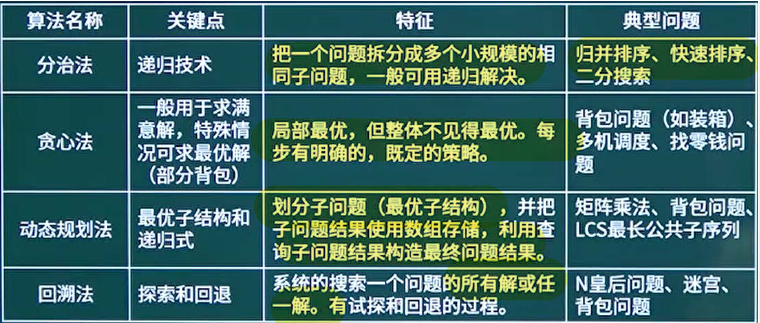 算法名称
关键点
特征
典型问题
分治法
递归技术
把一个问题拆分成多个小规模的相
同子问题，一般可用递归解决。
归并排序、快速排序、
二分搜索
贪心法
一般用于求满
意解，特殊情
况可求最优解
（部分背包）
局部最优，但整体不见得最优。每
步有明确的，既定的策略。
背包问题（如装箱）、
多机调度、找零钱问
题
动态规划法
最优子结构和
递归式
划分子问题（最优子结构），并把
子问题结果使用数组存储，利用查
询子问题结果构造最终问题结果。
矩阵乘法、背包问题、
LCS最长公共子序列
回溯法
探索和回退
系统的搜索一个问题的所有解或任
一解。有试探和回退的过程。
N皇后问题、迷宫、
背包问题